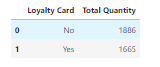 Loyalty Card Total Quantity
0 No 1886
1 Yes 1665